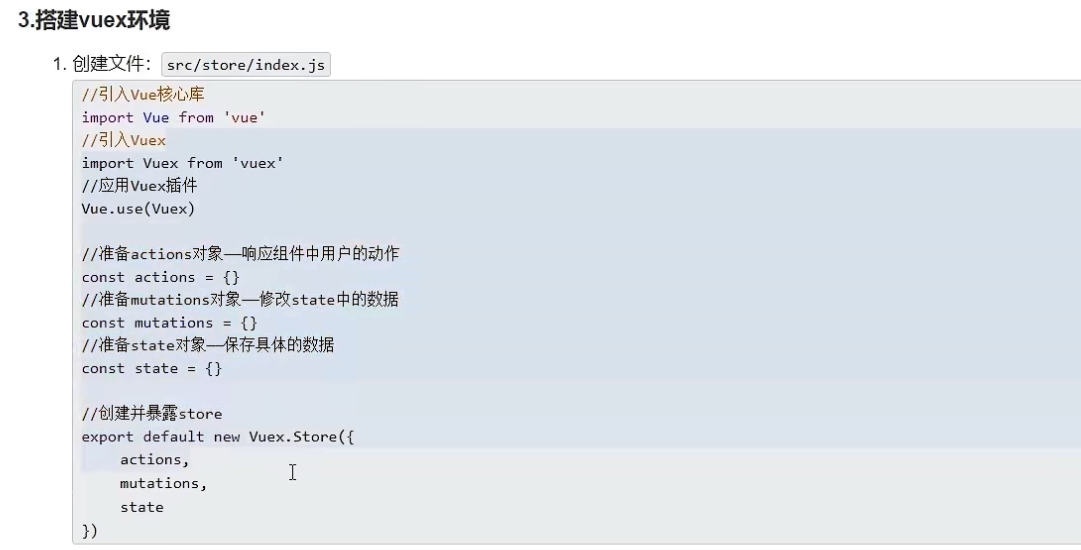 3.搭建vuex环境
1. 创建文件：src/store/index.js
//引入Vue核心库
import Vue from 'vue'
//引入Vuex
import Vuex from 'vuex'
//应用Vuex插件
Vue.use(Vuex)
//准备actions对象——响应组件中用户的动作
const actions = {}
//准备mutations对象——修改state中的数据
const mutations = {}
//准备state对象——保存具体的数据
const state = {}
//创建并暴露store
export default new Vuex.Store({
actions,
mutations,
state
})